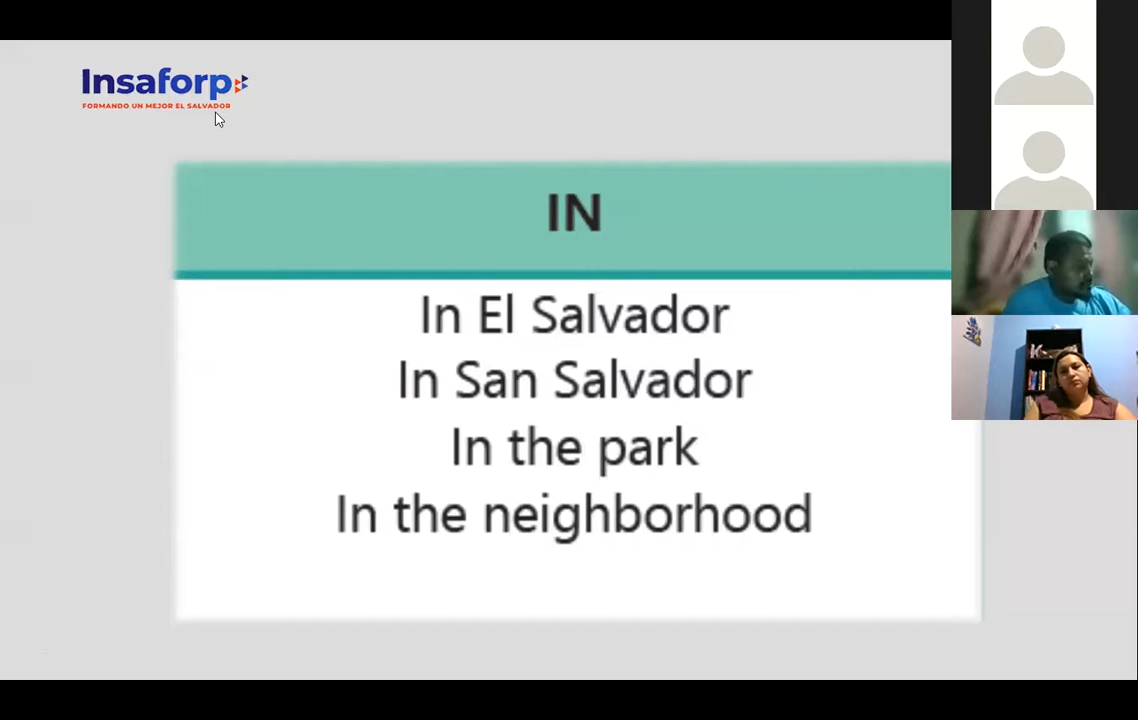 Insaforp
FORMANDO UN MEJOR EL SALVADOR
IN
In El Salvador
In San Salvador
In the park
In the neighborhood